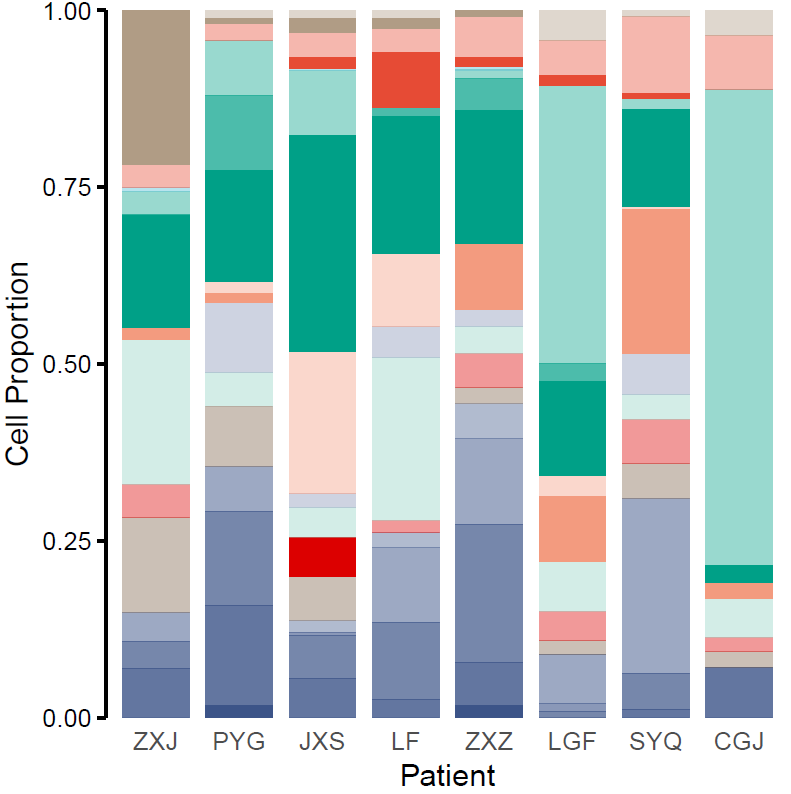 1.00
0.75
0.50
0.25
0.00
Cell Proportion
ZXJ PYG JXS LF ZXZ LGF SYQ CGJ
Patient